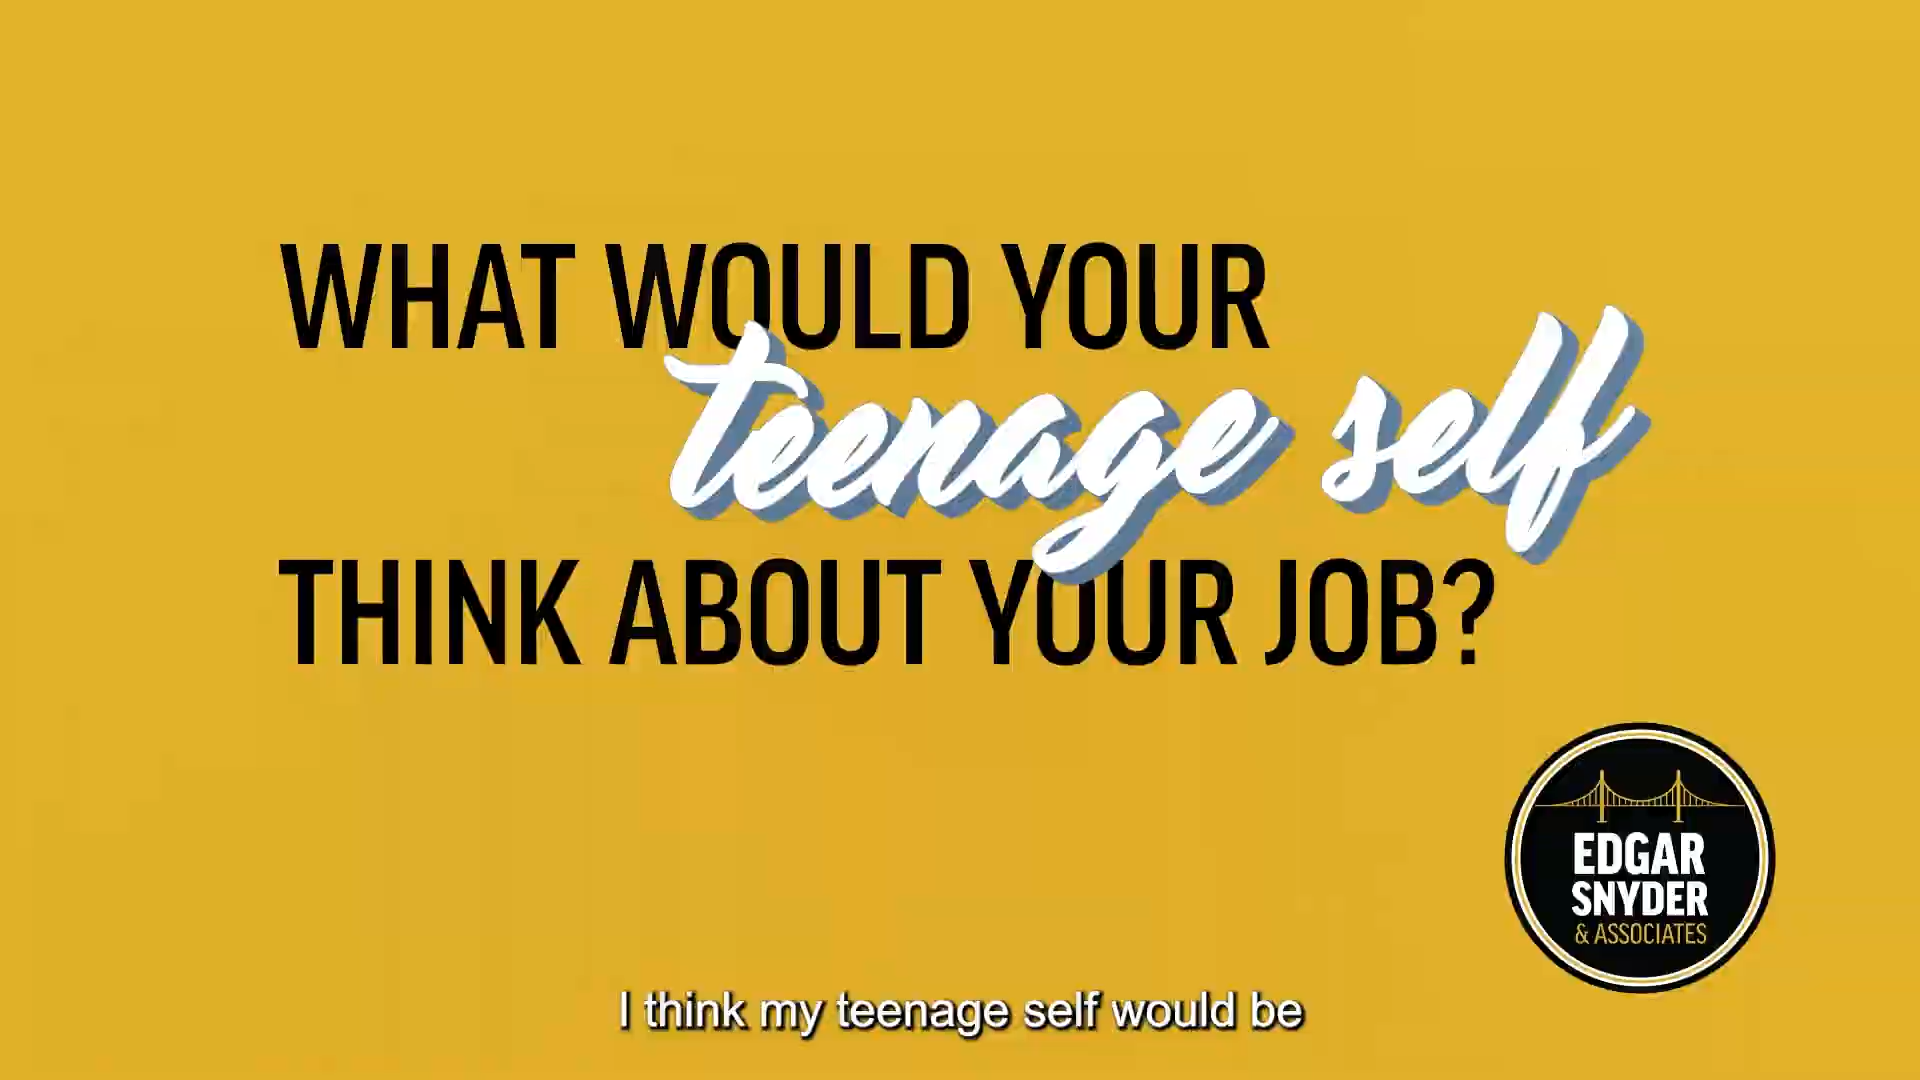 WHAT WOULD YOUR
teenage self
THINK ABOUT YOUR JOB?
EDGAR
SNYDER
& ASSOCIATES
I think my teenage self would be